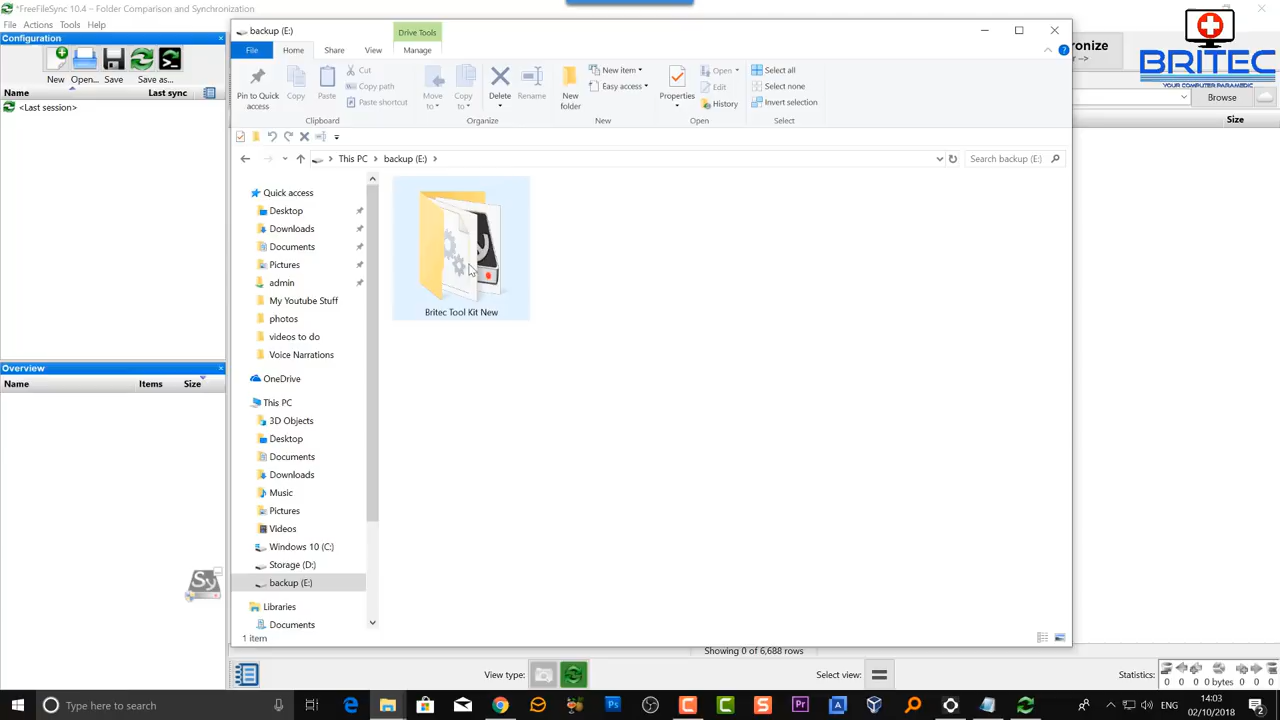 *FreeFileSync 10.4 - Folder Comparison and Synchronization
File Actions Tools Help
Configuration
New Open... Save Save as...
Name Last sync
<Last session>
Overview
Name Items Size
Sy
backup (E:)
Drive Tools
File Home Share View Manage
Pin to Quick access
Copy
Paste
Cut
Copy path
Paste shortcut
Clipboard
Move to
Copy to
Delete
Rename
Organize
New folder
New item
Easy access
New
Properties
Open
Edit
History
Open
Select all
Select none
Invert selection
Select
This PC > backup (E:) >
Search backup (E:)
Quick access
Desktop
Downloads
Documents
Pictures
admin
My Youtube Stuff
photos
videos to do
Voice Narrations
OneDrive
This PC
3D Objects
Desktop
Documents
Downloads
Music
Pictures
Videos
Windows 10 (C:)
Storage (D:)
backup (E:)
Libraries
Documents
Britec Tool Kit New
1 item
BRITEC
YOUR COMPUTER PARAMEDIC
Browse
Size
Showing 0 of 6,688 rows
View type:
Select view:
Statistics:
0 0 0 bytes 0 0 0
Type here to search
ENG
14:03
02/10/2018
2